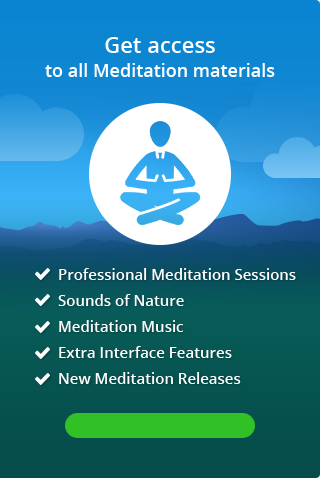 Get access
to all Meditation materials
Professional Meditation Sessions
Sounds of Nature
Meditation Music
Extra Interface Features
New Meditation Releases